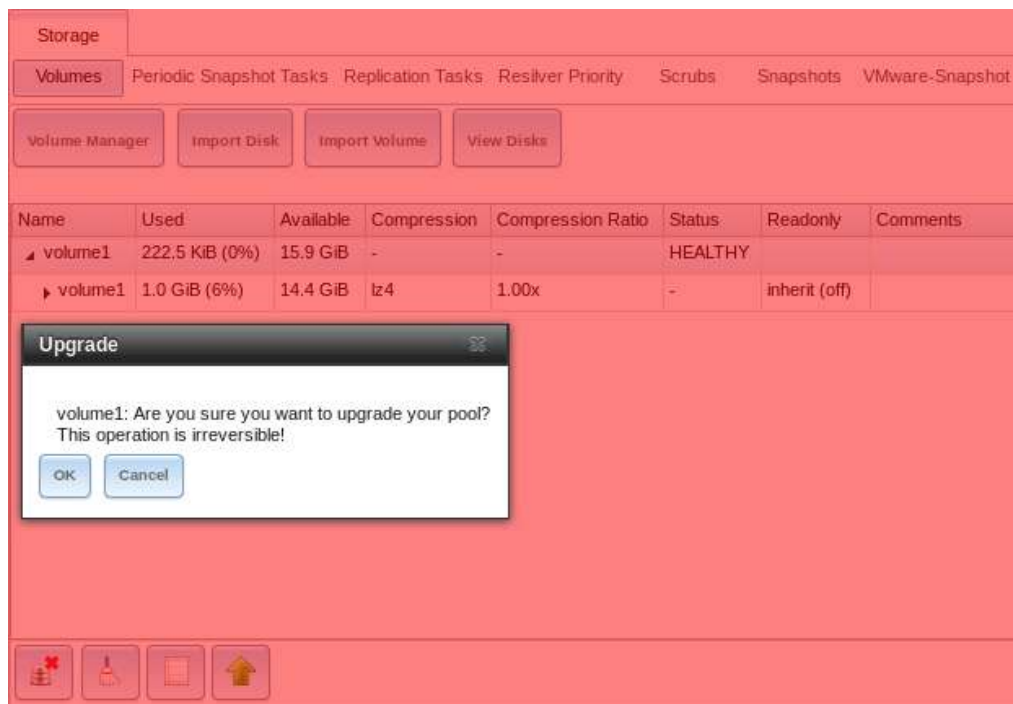 Storage
Volumes Periodic Snapshot Tasks Replication Tasks Resilver Priority Scrubs Snapshots VMware-Snapshot
Volume Manager Import Disk Import Volume View Disks
Name Used Available Compression Compression Ratio Status Readonly Comments
volume1 222.5 KiB (0%) 15.9 GiB - - HEALTHY
volume1 1.0 GiB (6%) 14.4 GiB lz4 1.00x - inherit (off)
Upgrade
volume1: Are you sure you want to upgrade your pool?
This operation is irreversible!
OK Cancel